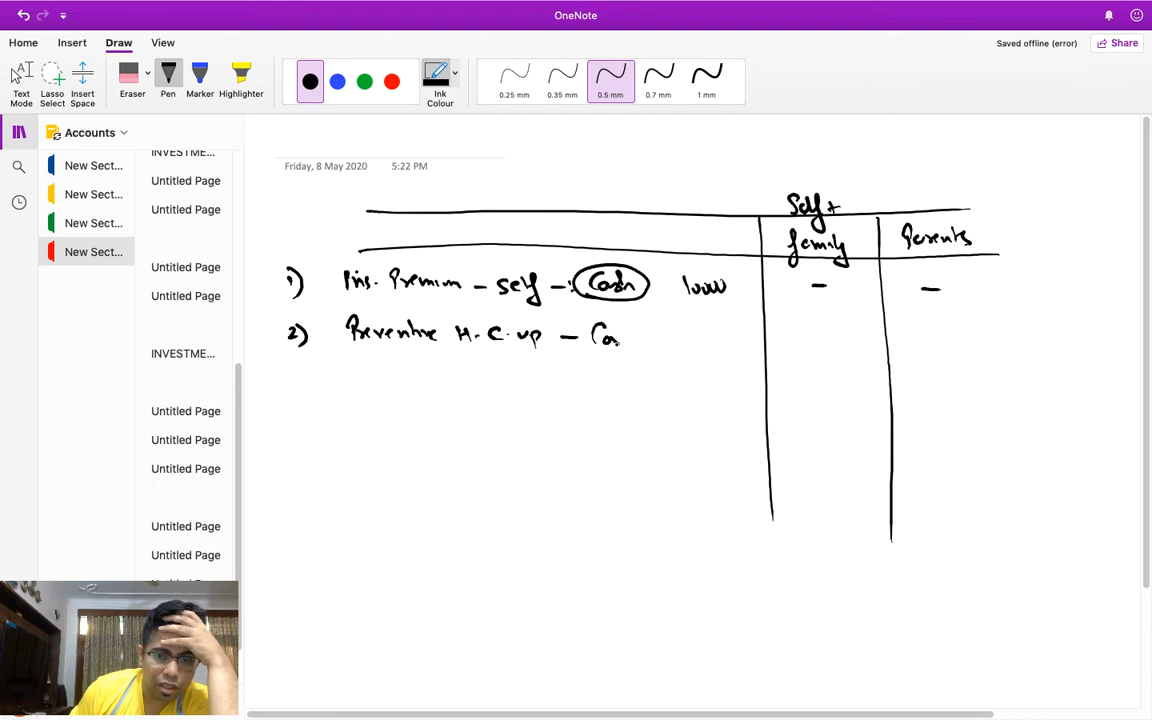 OneNote
Home Insert Draw View
Saved offline (error) Share
Text Mode
Lasso Select
Insert Space
Eraser
Pen
Marker
Highlighter
Ink Colour
0.25 mm
0.35 mm
0.5 mm
0.7 mm
1 mm
Accounts
New Sect...
New Sect...
New Sect...
New Sect...
INVESTME...
Untitled Page
Untitled Page
Untitled Page
Untitled Page
INVESTME...
Untitled Page
Untitled Page
Untitled Page
Untitled Page
Untitled Page
Friday, 8 May 2020 5:22 PM
Self +
family Parents
1) Ins. Premium - Self - Cash 10000 - -
2) Preventive H.C. up - Ca